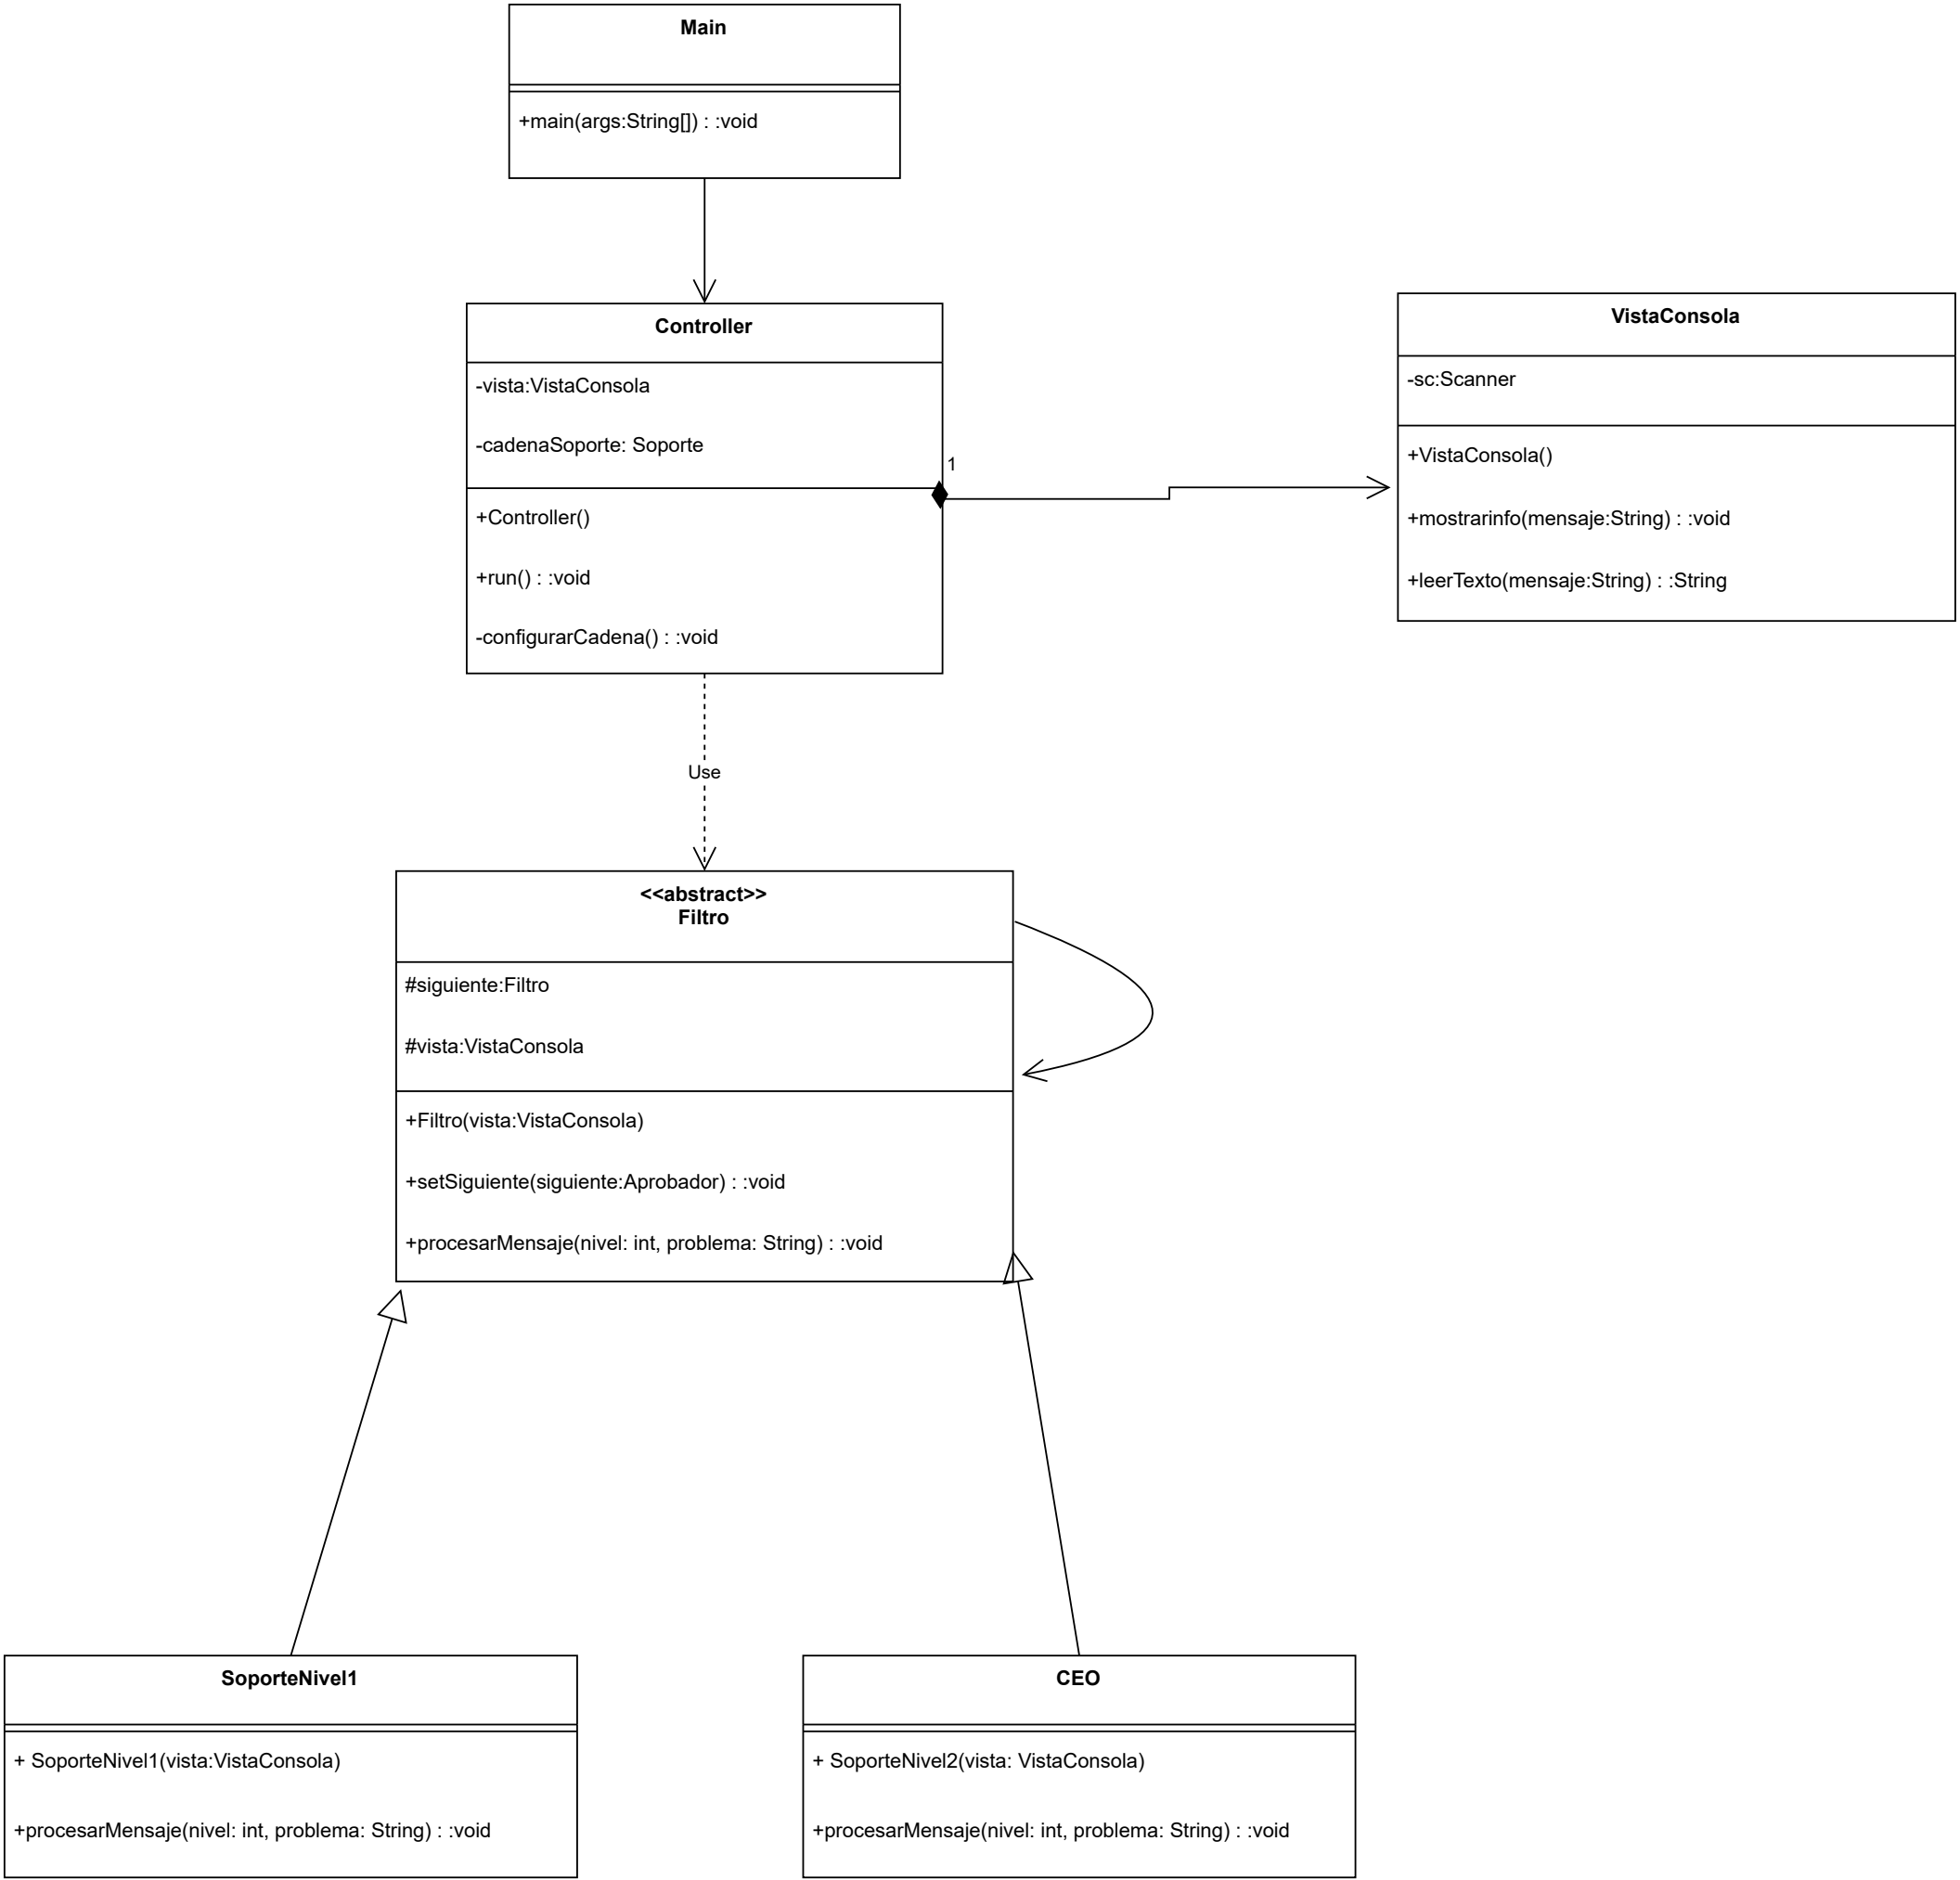 Main
+main(args:String[]) : :void
Controller
-vista:VistaConsola
-cadenaSoporte: Soporte
+Controller()
+run() : :void
-configurarCadena() : :void
1
VistaConsola
-sc:Scanner
+VistaConsola()
+mostrarinfo(mensaje:String) : :void
+leerTexto(mensaje:String) : :String
Use
<<abstract>>
Filtro
#siguiente:Filtro
#vista:VistaConsola
+Filtro(vista:VistaConsola)
+setSiguiente(siguiente:Aprobador) : :void
+procesarMensaje(nivel: int, problema: String) : :void
SoporteNivel1
+ SoporteNivel1(vista:VistaConsola)
+procesarMensaje(nivel: int, problema: String) : :void
CEO
+ SoporteNivel2(vista: VistaConsola)
+procesarMensaje(nivel: int, problema: String) : :void